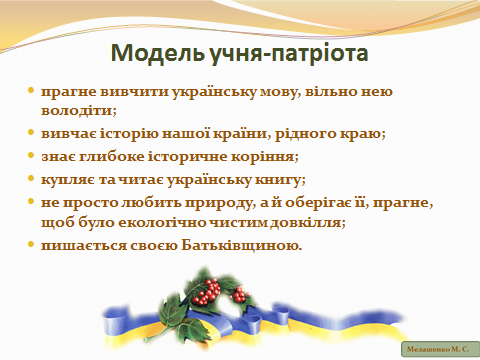 Модель учня-патріота
прагне вивчити українську мову, вільно нею
володіти;
вивчає історію нашої країни, рідного краю;
знає глибоке історичне коріння;
купляє та читає українську книгу;
не просто любить природу, а й оберігає її, прагне,
щоб було екологічно чистим довкілля;
пишається своєю Батьківщиною.
Мелашенко М. С.